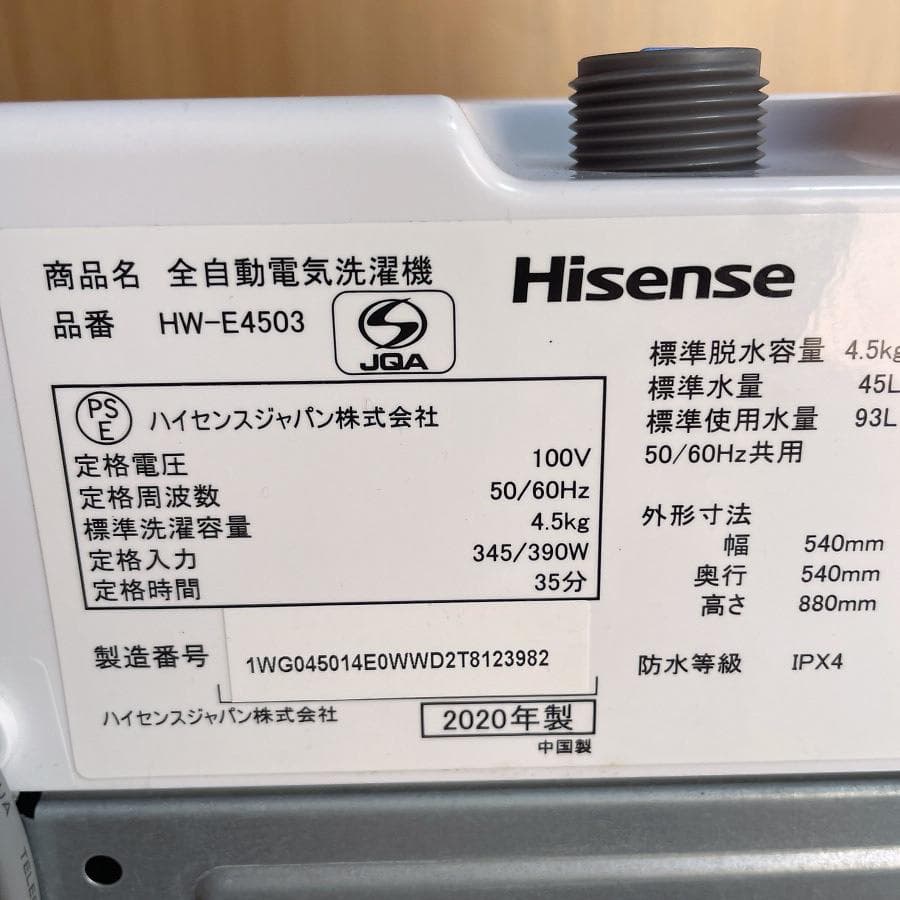 商品名 全自動電気洗濯機
品番 HW-E4503
JQA
Hisense
PS
E
ハイセンスジャパン株式会社
定格電圧 100V
定格周波数 50/60Hz
標準洗濯容量 4.5kg
定格入力 345/390W
定格時間 35分
製造番号 1WG045014E0WWD2T8123982
ハイセンスジャパン株式会社 2020年製
中国製
標準脱水容量 4.5kg
標準水量 45L
標準使用水量 93L
50/60Hz共用
外形寸法
幅 540mm
奥行 540mm
高さ 880mm
防水等級 IPX4